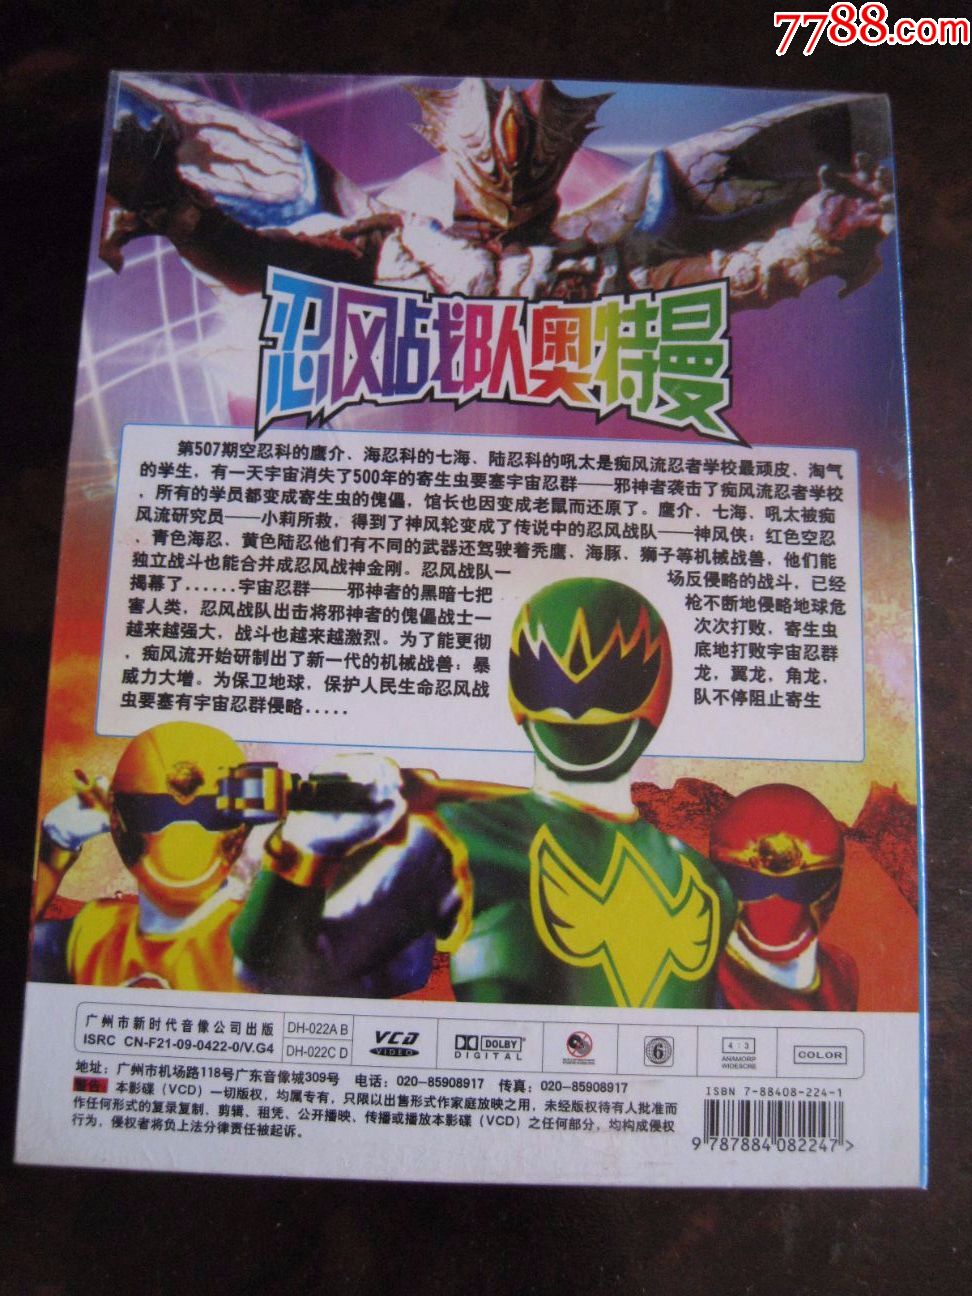 7788.com
忍风战队奥特曼
第507期空忍科的鹰介、海忍科的七海、陆忍科的吼太是痴风流忍者学校最顽皮、淘气
的学生，有一天宇宙消失了500年的寄生虫要塞宇宙忍群——邪神者袭击了痴风流忍者学校
，所有的学员都变成寄生虫的傀儡，馆长也因变成老鼠而还原了。鹰介、七海、吼太被痴
风流研究员——小莉所救，得到了神风轮变成了传说中的忍风战队——神风侠：红色空忍
、青色海忍、黄色陆忍他们有不同的武器还驾驶着秃鹰、海豚、狮子等机械战兽，他们能
独立战斗也能合并成忍风战神金刚。忍风战队一场反侵略的战斗，已经
揭幕了......宇宙忍群——邪神者的黑暗七把枪不断地侵略地球危
害人类，忍风战队出击将邪神者的傀儡战士一次次打败，寄生虫
越来越强大，战斗也越来越激烈。为了能更彻底地打败宇宙忍群
，痴风流开始研制出了新一代的机械战兽：暴龙，翼龙，角龙，
威力大增。为保卫地球，保护人民生命忍风战队不停阻止寄生
虫要塞有宇宙忍群侵略.....
广州市新时代音像公司出版
ISRC CN-F21-09-0422-0/V.G4
DH-022A B
DH-022C D
VCD
VIDEO
DOLBY
DIGITAL
6
4:3
ANAMORP
WIDESCRE
COLOR
地址：广州市机场路118号广东音像城309号 电话：020-85908917 传真：020-85908917
警告：本影碟（VCD）一切版权，均属专有，只限以出售形式作家庭放映之用，未经版权待有人批准而
作任何形式的复录复制、剪辑、租凭、公开播映、传播或播放本影碟（VCD）之任何部分，均构成侵权
行为，侵权者将负上法分律责任被起诉。
ISBN 7-88408-224-1
9 787884 082247 >